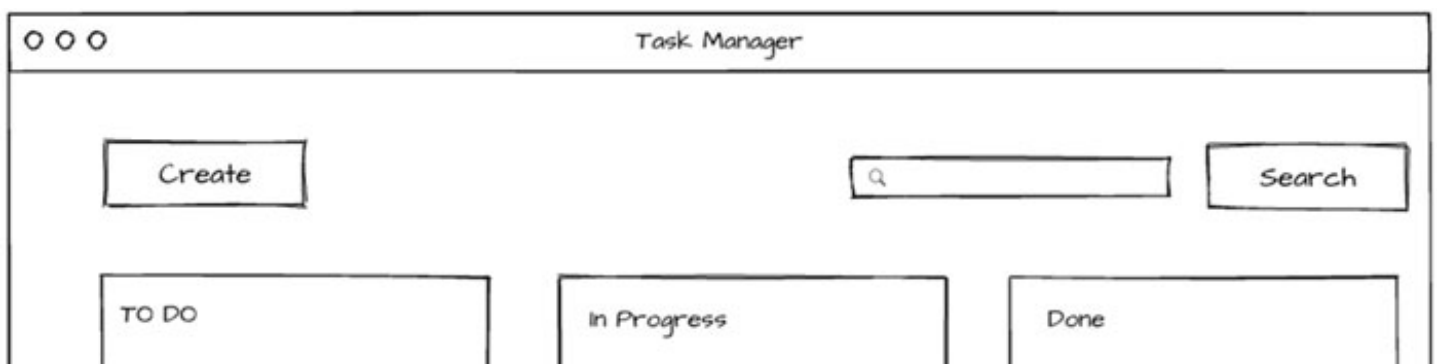 Task Manager
Create
Search
TO DO
In Progress
Done